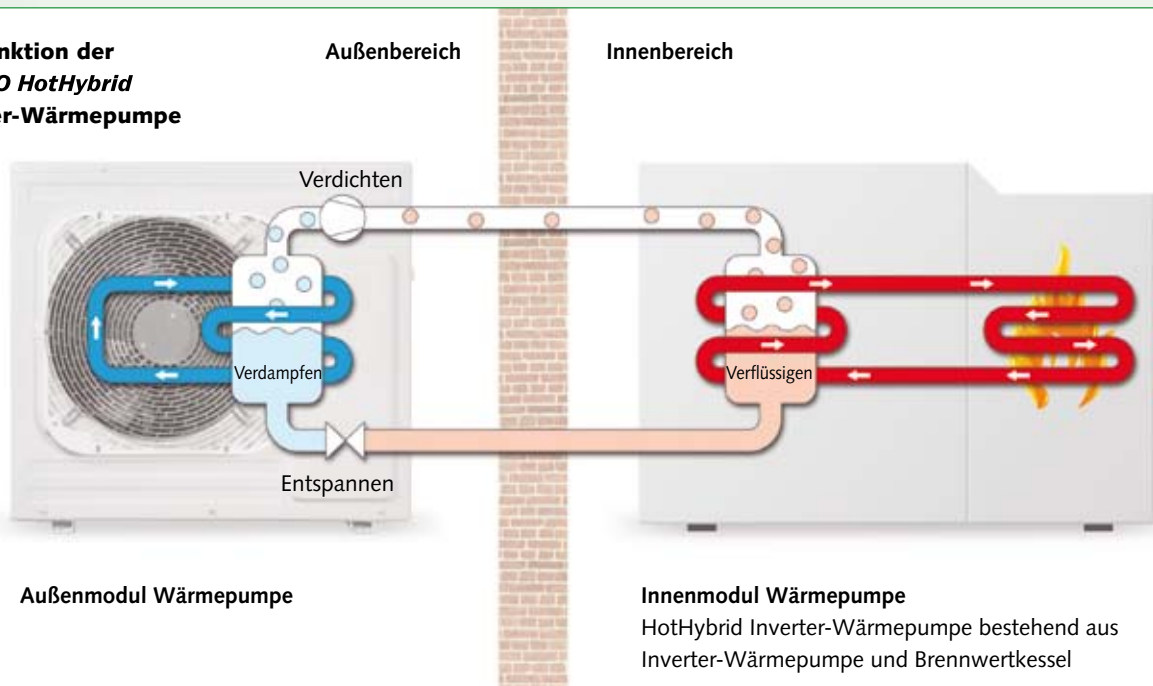 nktion der
O HotHybrid
er-Wärmepumpe
Außenbereich
Innenbereich
Verdichten
Verdampfen
Verflüssigen
Entspannen
Außenmodul Wärmepumpe
Innenmodul Wärmepumpe
HotHybrid Inverter-Wärmepumpe bestehend aus
Inverter-Wärmepumpe und Brennwertkessel